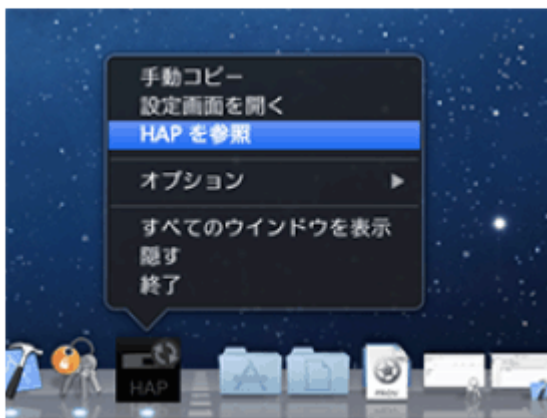 手動コピー
設定画面を開く
HAP を参照
オプション
すべてのウインドウを表示
隠す
終了
HAP
PROV